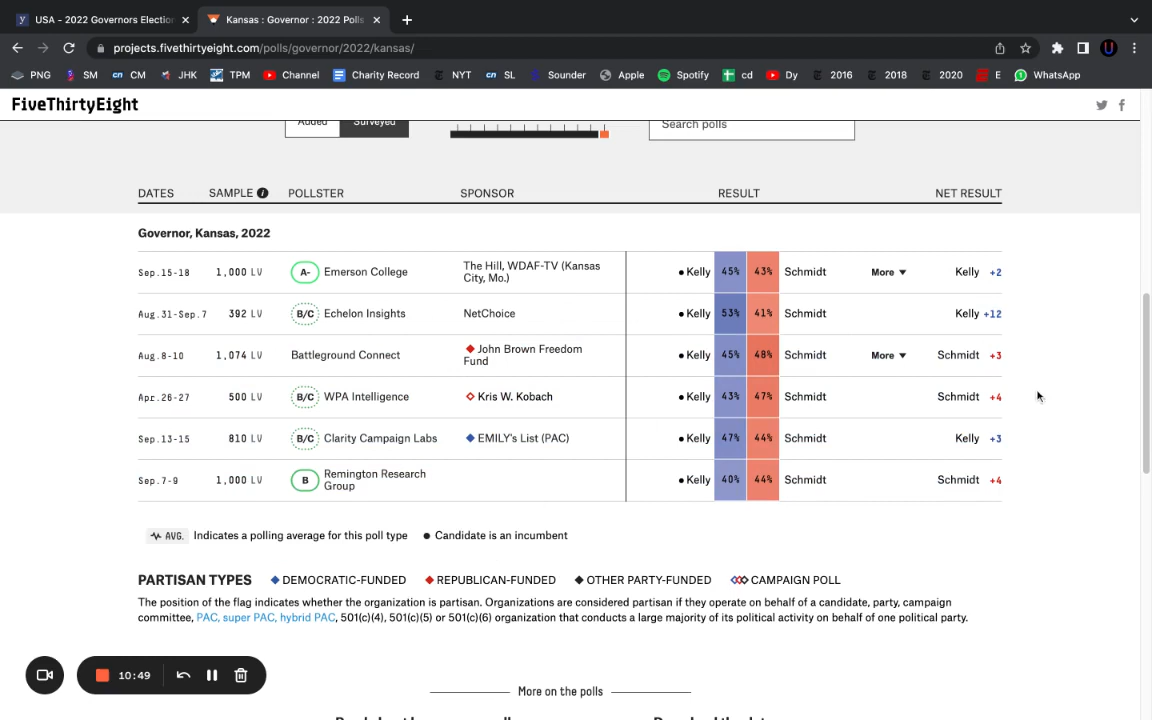 USA - 2022 Governors Election
Kansas : Governor : 2022 Polls
projects.fivethirtyeight.com/polls/governor/2022/kansas/
PNG SM CM JHK TPM Channel Charity Record NYT SL Sounder Apple Spotify cd Dy 2016 2018 2020 E WhatsApp
FiveThirtyEight
Added Surveyed Search polls
DATES SAMPLE POLLSTER SPONSOR RESULT NET RESULT
Governor, Kansas, 2022
Sep.15-18 1,000 LV A- Emerson College The Hill, WDAF-TV (Kansas City, Mo.) Kelly 45% 43% Schmidt More ▼ Kelly +2
Aug.31-Sep.7 392 LV B/C Echelon Insights NetChoice Kelly 53% 41% Schmidt Kelly +12
Aug.8-10 1,074 LV Battleground Connect John Brown Freedom Fund Kelly 45% 48% Schmidt More ▼ Schmidt +3
Apr.26-27 500 LV B/C WPA Intelligence Kris W. Kobach Kelly 43% 47% Schmidt Schmidt +4
Sep.13-15 810 LV B/C Clarity Campaign Labs EMILY's List (PAC) Kelly 47% 44% Schmidt Kelly +3
Sep.7-9 1,000 LV B Remington Research Group Kelly 40% 44% Schmidt Schmidt +4
AVG. Indicates a polling average for this poll type ● Candidate is an incumbent
PARTISAN TYPES DEMOCRATIC-FUNDED REPUBLICAN-FUNDED OTHER PARTY-FUNDED CAMPAIGN POLL
The position of the flag indicates whether the organization is partisan. Organizations are considered partisan if they operate on behalf of a candidate, party, campaign
committee, PAC, super PAC, hybrid PAC, 501(c)(4), 501(c)(5) or 501(c)(6) organization that conducts a large majority of its political activity on behalf of one political party.
10:49
More on the polls